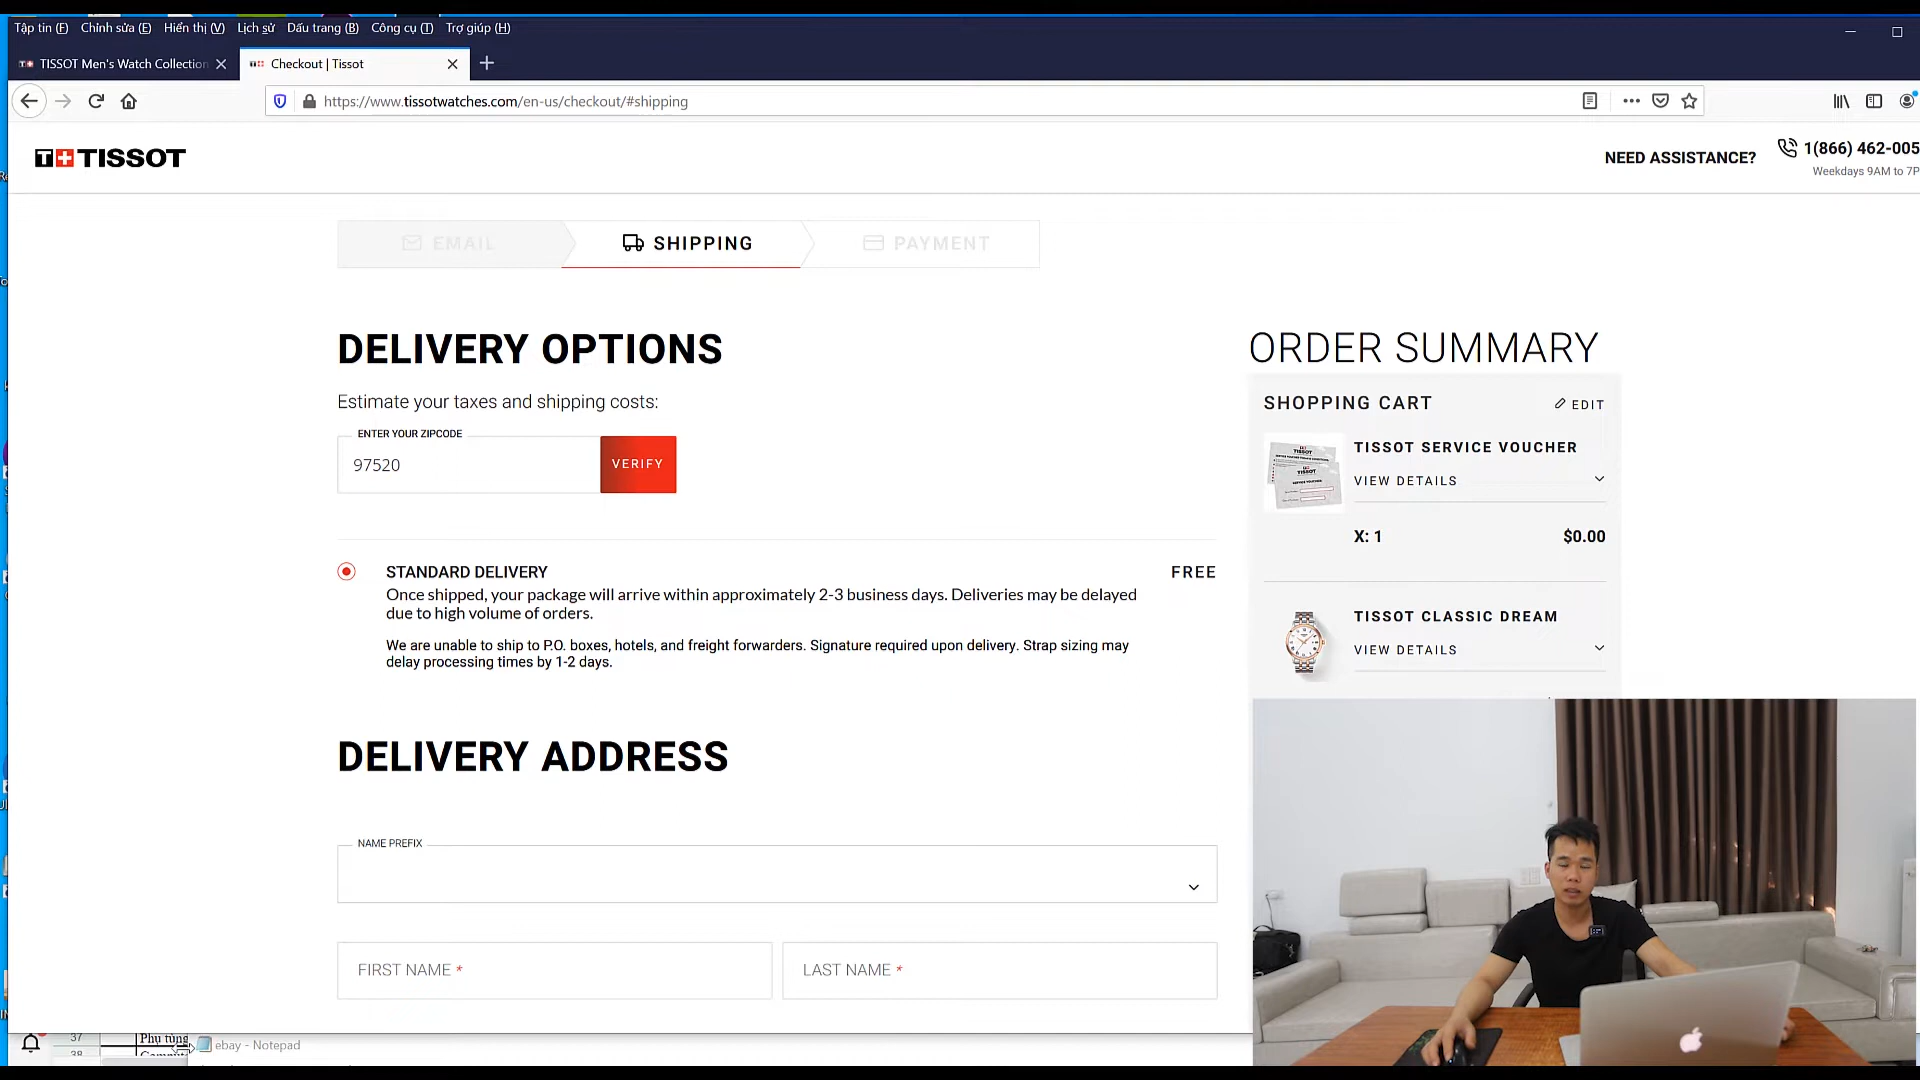 Tập tin (F) Chỉnh sửa (E) Hiển thị (V) Lịch sử Dấu trang (B) Công cụ (T) Trợ giúp (H)
TISSOT Men's Watch Collection
Checkout | Tissot
https://www.tissotwatches.com/en-us/checkout/#shipping
TISSOT
NEED ASSISTANCE?
1(866) 462-005
Weekdays 9AM to 7P
EMAIL
SHIPPING
PAYMENT
DELIVERY OPTIONS
Estimate your taxes and shipping costs:
ENTER YOUR ZIPCODE
97520
VERIFY
STANDARD DELIVERY
FREE
Once shipped, your package will arrive within approximately 2-3 business days. Deliveries may be delayed
due to high volume of orders.
We are unable to ship to P.O. boxes, hotels, and freight forwarders. Signature required upon delivery. Strap sizing may
delay processing times by 1-2 days.
DELIVERY ADDRESS
NAME PREFIX
FIRST NAME *
LAST NAME *
ORDER SUMMARY
SHOPPING CART
EDIT
TISSOT SERVICE VOUCHER
VIEW DETAILS
X: 1
$0.00
TISSOT CLASSIC DREAM
VIEW DETAILS
37
Phụ tùng
38
ebay - Notepad